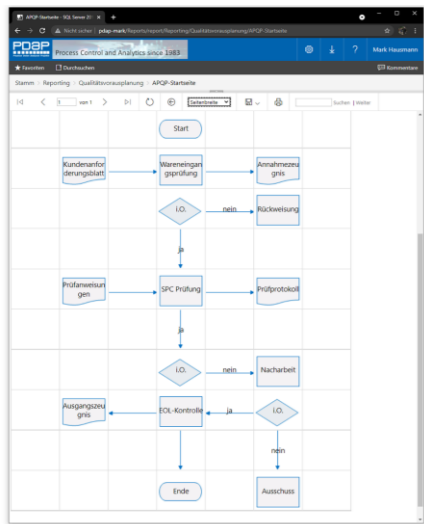 APQP-Startseite - SQL Server 20
Nicht sicher | pdap-mark/Reports/report/Reporting/Qualitätsvorausplanung/APQP-Startseite
PDAP Process Control and Analytics since 1983
Mark Hausmann
Favoriten Durchsuchen
Kommentare
Stamm Reporting Qualitätsvorausplanung APQP-Startseite
1 von 1 Seitenbreite Suchen | Weiter
Start
Kundenanfor
derungsblatt
Wareneingan
gsprüfung
Annahmezeu
gnis
i.O. nein Rückweisung
ja
Prüfanweisun
gen
SPC Prüfung
Prüfprotokoll
ja
i.O. nein Nacharbeit
Ausgangszeu
gnis
EOL-Kontrolle ja i.O.
nein
Ende Ausschuss